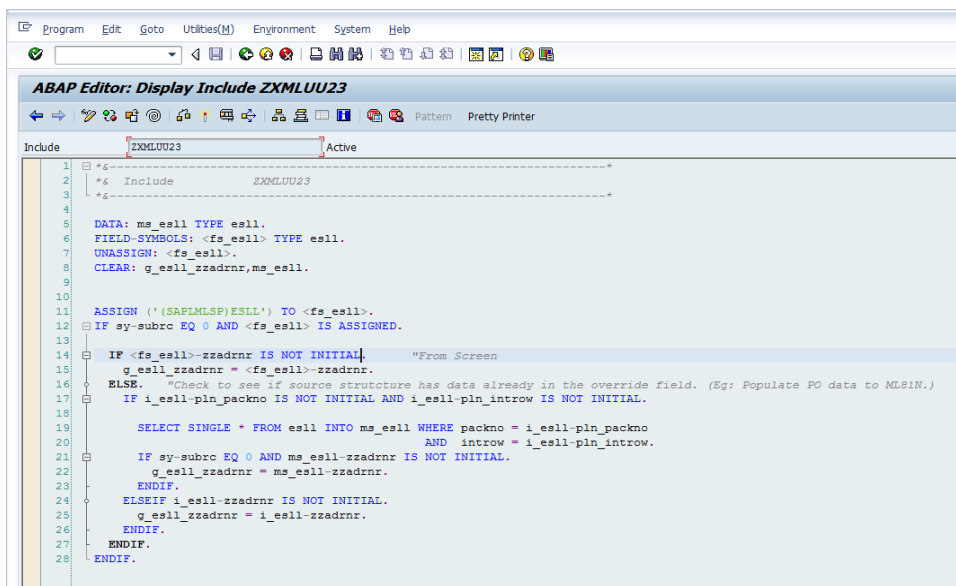 Program Edit Goto Utilities(M) Environment System Help
ABAP Editor: Display Include ZXMLUU23
Pattern Pretty Printer
Include ZXMLUU23 Active
1 *&---------------------------------------------------------------------*
2 *& Include ZXMLUU23
3 *&---------------------------------------------------------------------*
4
5 DATA: ms_esll TYPE esll.
6 FIELD-SYMBOLS: <fs_esll> TYPE esll.
7 UNASSIGN: <fs_esll>.
8 CLEAR: g_esll_zzadrnr,ms_esll.
9
10
11 ASSIGN ('(SAPLMLSP)ESLL') TO <fs_esll>.
12 IF sy-subrc EQ 0 AND <fs_esll> IS ASSIGNED.
13
14 IF <fs_esll>-zzadrnr IS NOT INITIAL. "From Screen
15 g_esll_zzadrnr = <fs_esll>-zzadrnr.
16 ELSE. "Check to see if source strutcture has data already in the override field. (Eg: Populate PO data to ML81N.)
17 IF i_esll-pln_packno IS NOT INITIAL AND i_esll-pln_introw IS NOT INITIAL.
18
19 SELECT SINGLE * FROM esll INTO ms_esll WHERE packno = i_esll-pln_packno
20 AND introw = i_esll-pln_introw.
21 IF sy-subrc EQ 0 AND ms_esll-zzadrnr IS NOT INITIAL.
22 g_esll_zzadrnr = ms_esll-zzadrnr.
23 ENDIF.
24 ELSEIF i_esll-zzadrnr IS NOT INITIAL.
25 g_esll_zzadrnr = i_esll-zzadrnr.
26 ENDIF.
27 ENDIF.
28 ENDIF.